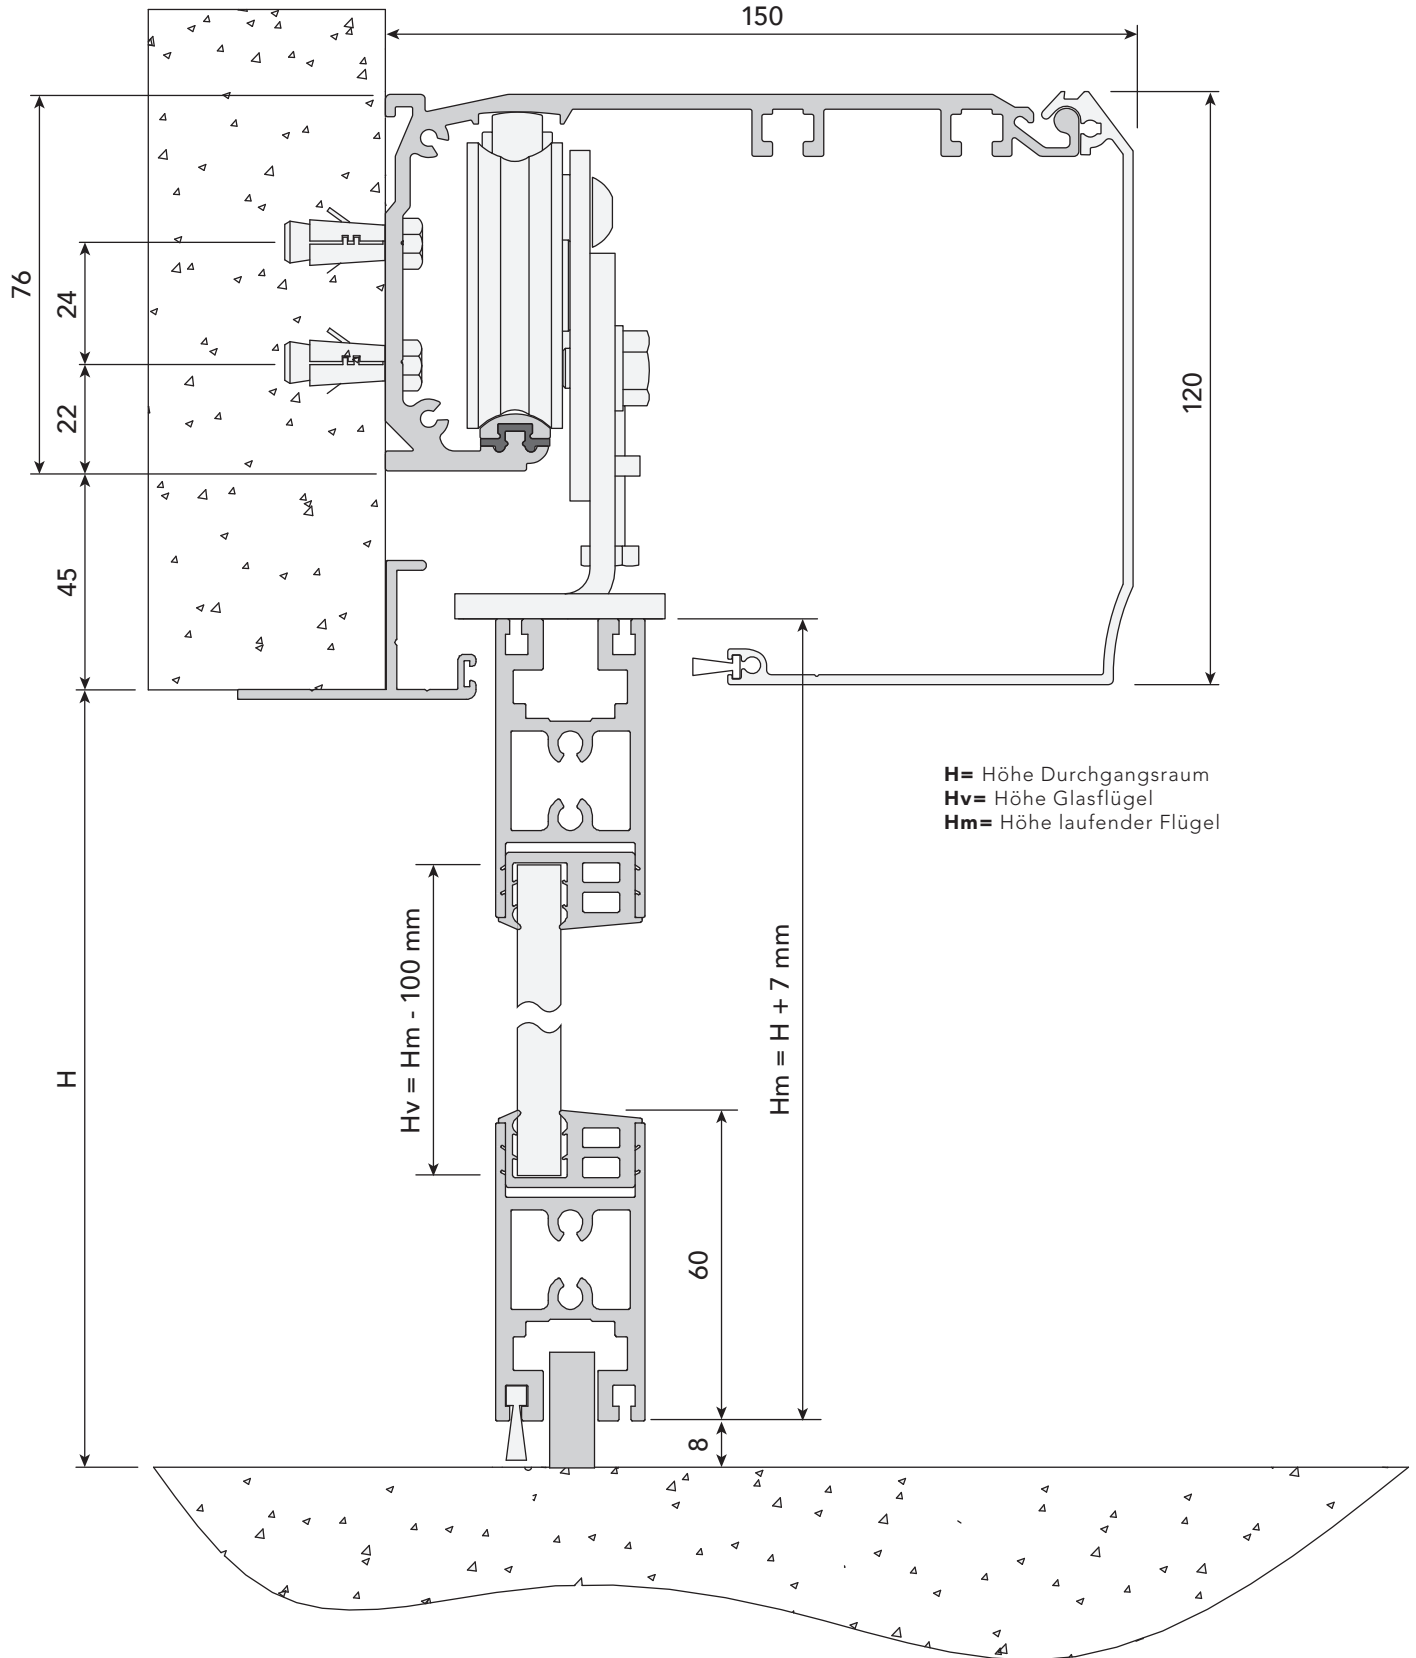 150
76
24
22
45
120
H= Höhe Durchgangsraum
Hv= Höhe Glasflügel
Hm= Höhe laufender Flügel
Hv = Hm - 100 mm
Hm = H + 7 mm
H
60
8